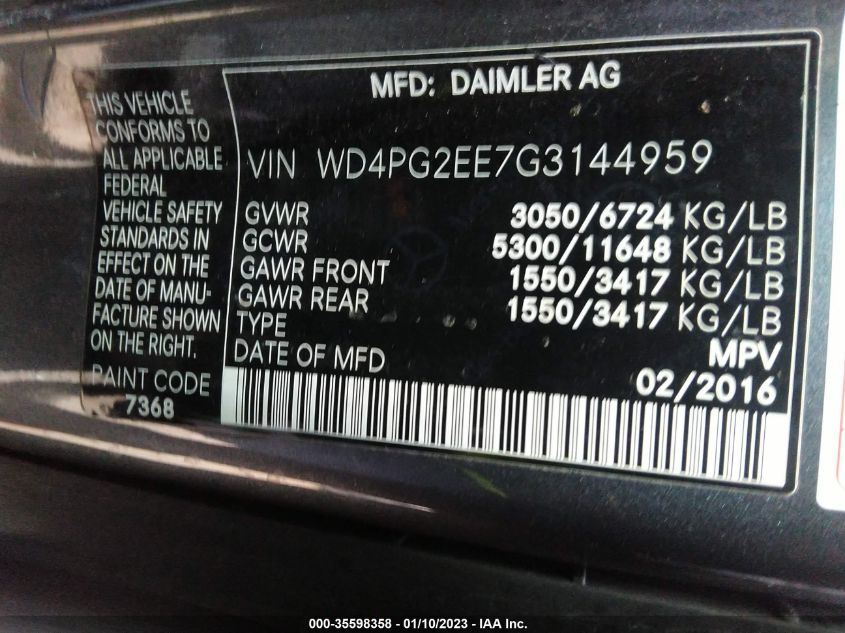 MFD: DAIMLER AG
THIS VEHICLE
CONFORMS TO
ALL APPLICABLE
FEDERAL
VEHICLE SAFETY
STANDARDS IN
EFFECT ON THE
DATE OF MANU-
FACTURE SHOWN
ON THE RIGHT.
PAINT CODE
7368
VIN WD4PG2EE7G3144959
GVWR 3050/6724 KG/LB
GCWR 5300/11648 KG/LB
GAWR FRONT 1550/3417 KG/LB
GAWR REAR 1550/3417 KG/LB
TYPE MPV
DATE OF MFD 02/2016
000-35598358 - 01/10/2023 - IAA Inc.